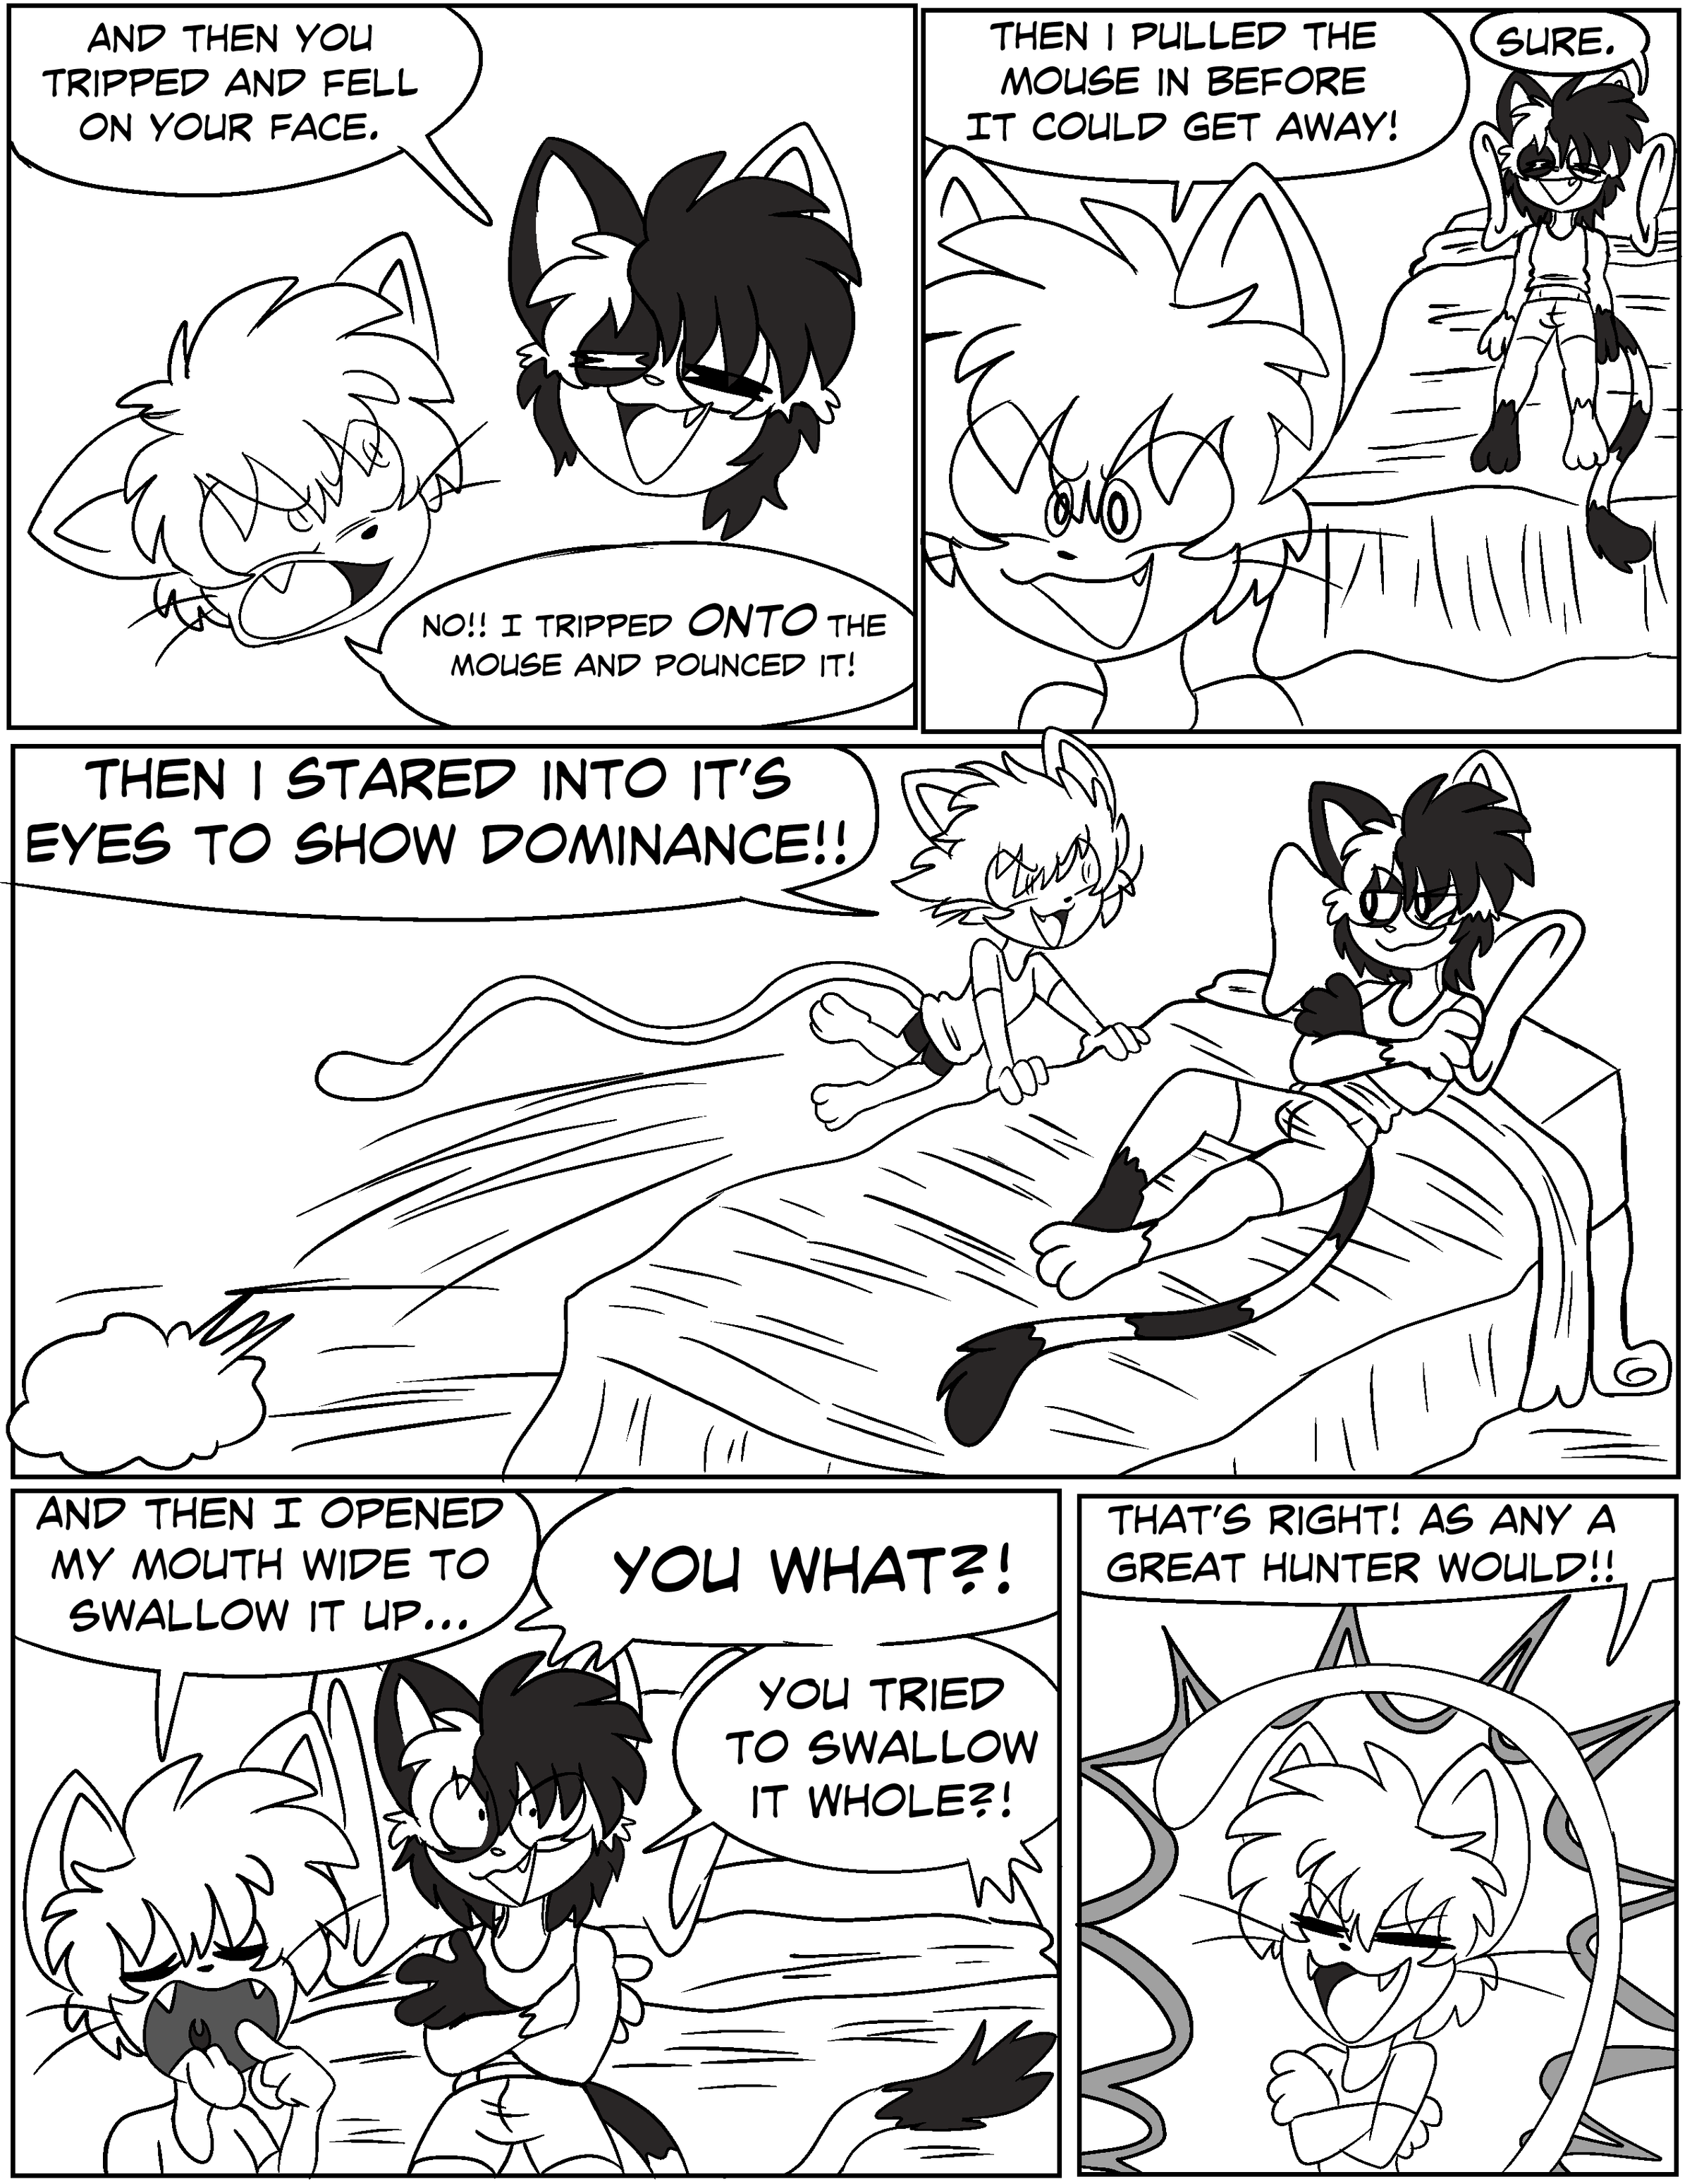 AND THEN YOU
TRIPPED AND FELL
ON YOUR FACE.
NO!! I TRIPPED ONTO THE
MOUSE AND POUNCED IT!
THEN I PULLED THE
MOUSE IN BEFORE
IT COULD GET AWAY!
SURE.
THEN I STARED INTO IT'S
EYES TO SHOW DOMINANCE!!
AND THEN I OPENED
MY MOUTH WIDE TO
SWALLOW IT UP...
YOU WHAT?!
YOU TRIED
TO SWALLOW
IT WHOLE?!
THAT'S RIGHT! AS ANY A
GREAT HUNTER WOULD!!